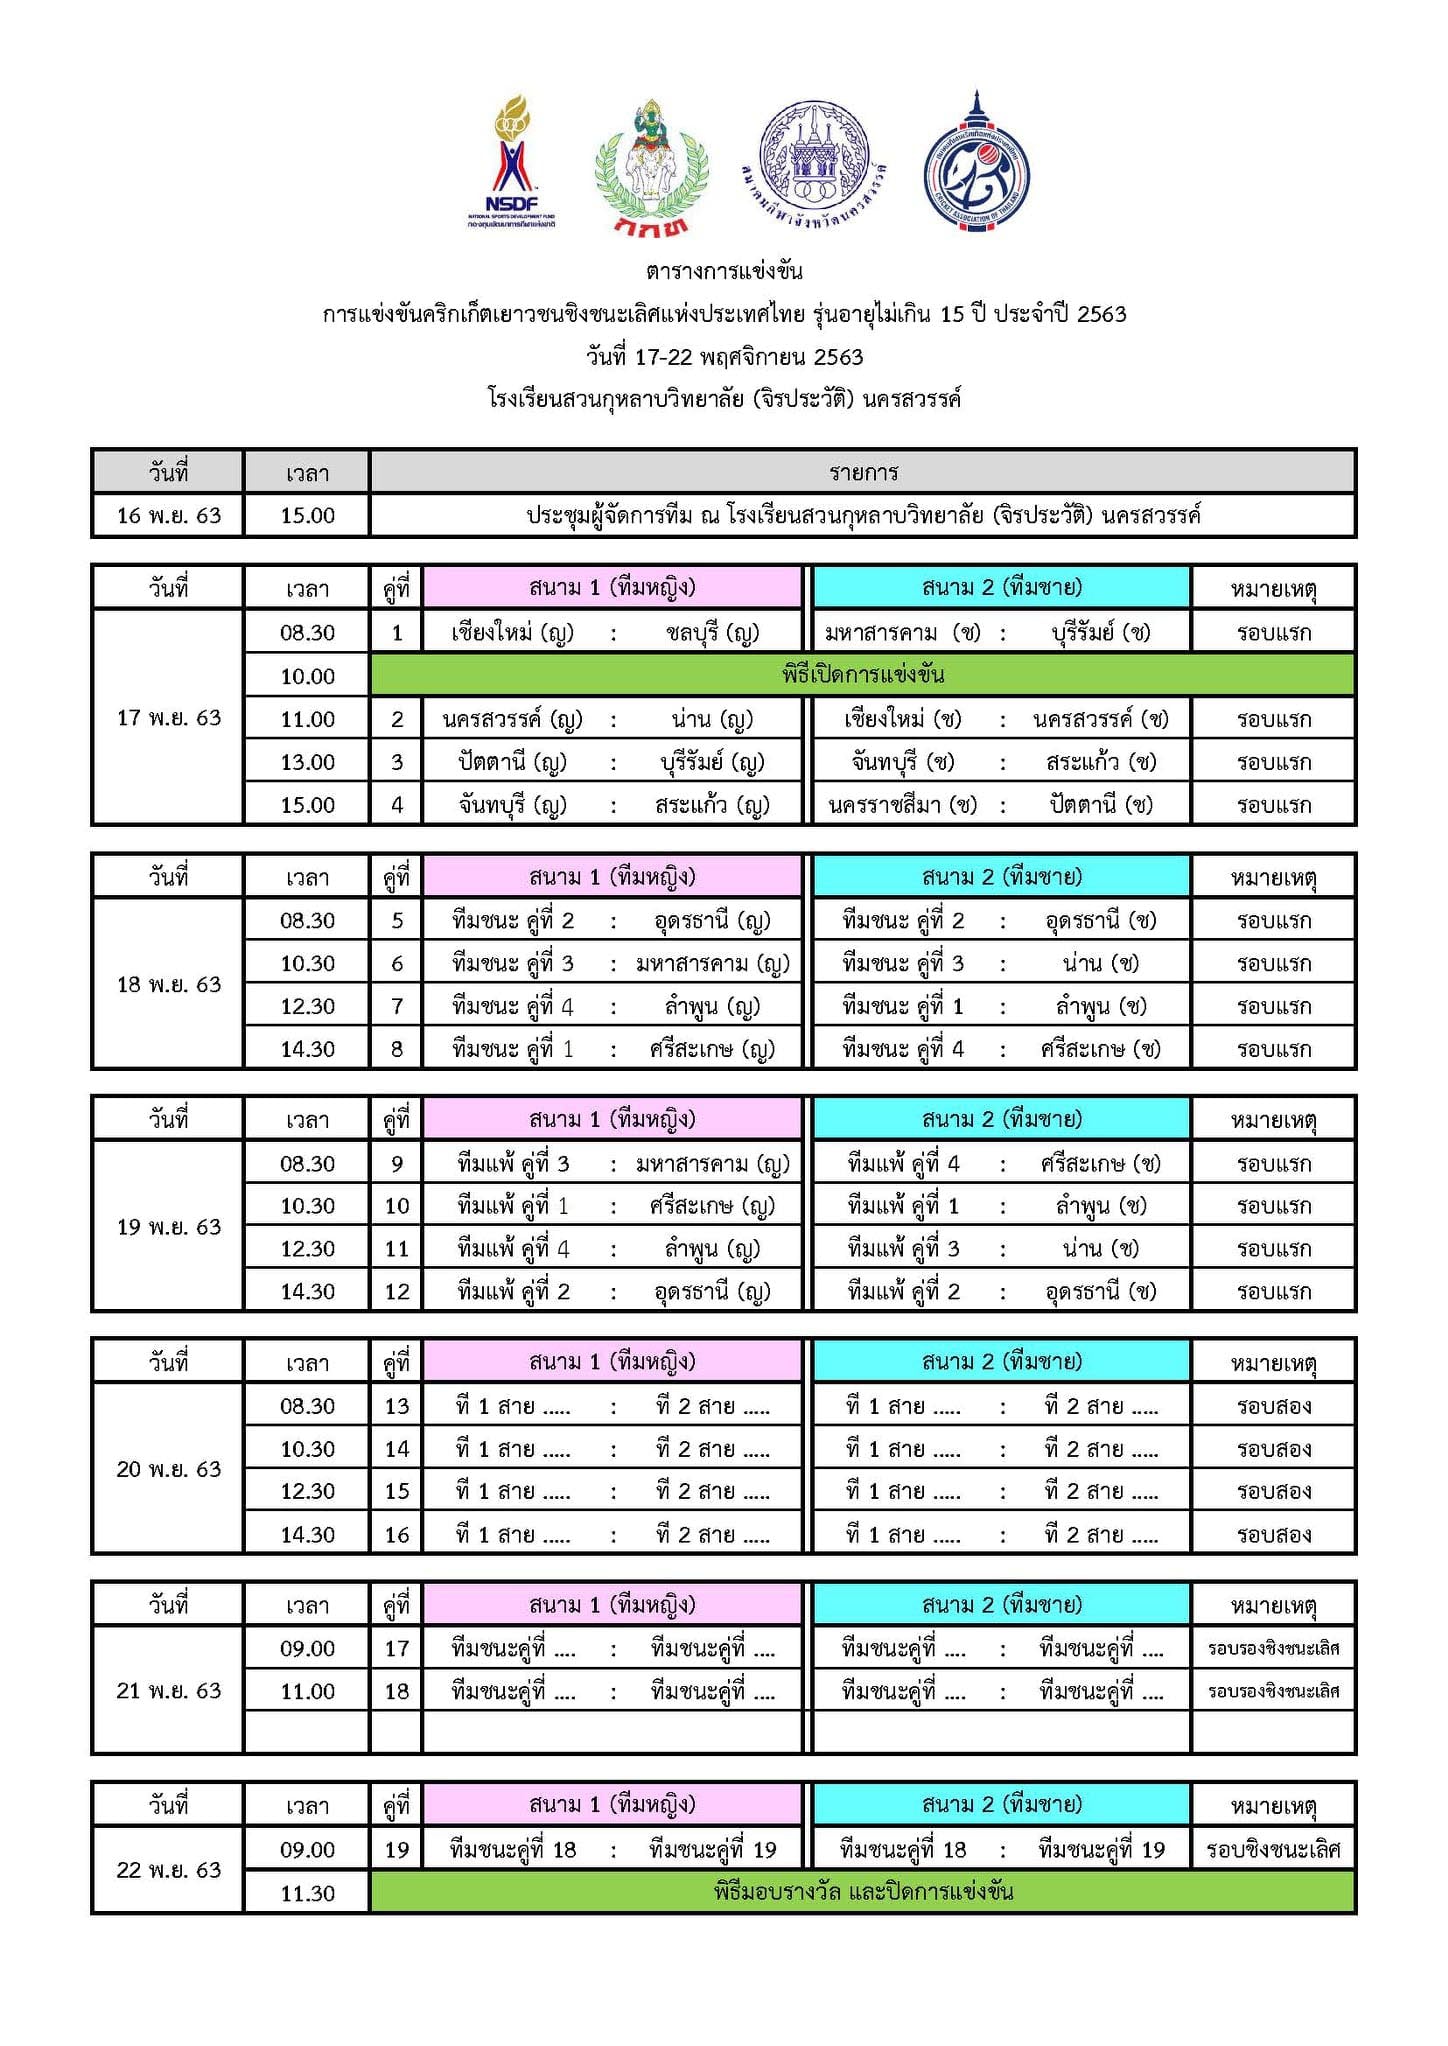 NSDF
NATIONAL SPORTS DEVELOPMENT FUND
กองทุนพัฒนาการกีฬาแห่งชาติ
กกท
สมาคมกีฬาจังหวัดนครสวรรค์
CRICKET ASSOCIATION OF THAILAND
ตารางการแข่งขัน
การแข่งขันคริกเก็ตเยาวชนชิงชนะเลิศแห่งประเทศไทย รุ่นอายุไม่เกิน 15 ปี ประจำปี 2563
วันที่ 17-22 พฤศจิกายน 2563
โรงเรียนสวนกุหลาบวิทยาลัย (จิรประวัติ) นครสวรรค์
วันที่ เวลา รายการ
16 พ.ย. 63 15.00 ประชุมผู้จัดการทีม ณ โรงเรียนสวนกุหลาบวิทยาลัย (จิรประวัติ) นครสวรรค์
วันที่ เวลา คู่ที่ สนาม 1 (ทีมหญิง) สนาม 2 (ทีมชาย) หมายเหตุ
08.30 1 เชียงใหม่ (ญ) : ชลบุรี (ญ) มหาสารคาม (ช) : บุรีรัมย์ (ช) รอบแรก
10.00 พิธีเปิดการแข่งขัน
17 พ.ย. 63 11.00 2 นครสวรรค์ (ญ) : น่าน (ญ) เชียงใหม่ (ช) : นครสวรรค์ (ช) รอบแรก
13.00 3 ปัตตานี (ญ) : บุรีรัมย์ (ญ) จันทบุรี (ช) : สระแก้ว (ช) รอบแรก
15.00 4 จันทบุรี (ญ) : สระแก้ว (ญ) นครราชสีมา (ช) : ปัตตานี (ช) รอบแรก
วันที่ เวลา คู่ที่ สนาม 1 (ทีมหญิง) สนาม 2 (ทีมชาย) หมายเหตุ
08.30 5 ทีมชนะ คู่ที่ 2 : อุดรธานี (ญ) ทีมชนะ คู่ที่ 2 : อุดรธานี (ช) รอบแรก
10.30 6 ทีมชนะ คู่ที่ 3 : มหาสารคาม (ญ) ทีมชนะ คู่ที่ 3 : น่าน (ช) รอบแรก
18 พ.ย. 63 12.30 7 ทีมชนะ คู่ที่ 4 : ลำพูน (ญ) ทีมชนะ คู่ที่ 1 : ลำพูน (ช) รอบแรก
14.30 8 ทีมชนะ คู่ที่ 1 : ศรีสะเกษ (ญ) ทีมชนะ คู่ที่ 4 : ศรีสะเกษ (ช) รอบแรก
วันที่ เวลา คู่ที่ สนาม 1 (ทีมหญิง) สนาม 2 (ทีมชาย) หมายเหตุ
08.30 9 ทีมแพ้ คู่ที่ 3 : มหาสารคาม (ญ) ทีมแพ้ คู่ที่ 4 : ศรีสะเกษ (ช) รอบแรก
10.30 10 ทีมแพ้ คู่ที่ 1 : ศรีสะเกษ (ญ) ทีมแพ้ คู่ที่ 1 : ลำพูน (ช) รอบแรก
19 พ.ย. 63 12.30 11 ทีมแพ้ คู่ที่ 4 : ลำพูน (ญ) ทีมแพ้ คู่ที่ 3 : น่าน (ช) รอบแรก
14.30 12 ทีมแพ้ คู่ที่ 2 : อุดรธานี (ญ) ทีมแพ้ คู่ที่ 2 : อุดรธานี (ช) รอบแรก
วันที่ เวลา คู่ที่ สนาม 1 (ทีมหญิง) สนาม 2 (ทีมชาย) หมายเหตุ
08.30 13 ที่ 1 สาย ..... : ที่ 2 สาย ..... ที่ 1 สาย ..... : ที่ 2 สาย ..... รอบสอง
10.30 14 ที่ 1 สาย ..... : ที่ 2 สาย ..... ที่ 1 สาย ..... : ที่ 2 สาย ..... รอบสอง
20 พ.ย. 63 12.30 15 ที่ 1 สาย ..... : ที่ 2 สาย ..... ที่ 1 สาย ..... : ที่ 2 สาย ..... รอบสอง
14.30 16 ที่ 1 สาย ..... : ที่ 2 สาย ..... ที่ 1 สาย ..... : ที่ 2 สาย ..... รอบสอง
วันที่ เวลา คู่ที่ สนาม 1 (ทีมหญิง) สนาม 2 (ทีมชาย) หมายเหตุ
09.00 17 ทีมชนะคู่ที่ .... : ทีมชนะคู่ที่ .... ทีมชนะคู่ที่ .... : ทีมชนะคู่ที่ .... รอบรองชิงชนะเลิศ
21 พ.ย. 63 11.00 18 ทีมชนะคู่ที่ .... : ทีมชนะคู่ที่ .... ทีมชนะคู่ที่ .... : ทีมชนะคู่ที่ .... รอบรองชิงชนะเลิศ
วันที่ เวลา คู่ที่ สนาม 1 (ทีมหญิง) สนาม 2 (ทีมชาย) หมายเหตุ
22 พ.ย. 63 09.00 19 ทีมชนะคู่ที่ 18 : ทีมชนะคู่ที่ 19 ทีมชนะคู่ที่ 18 : ทีมชนะคู่ที่ 19 รอบชิงชนะเลิศ
11.30 พิธีมอบรางวัล และปิดการแข่งขัน